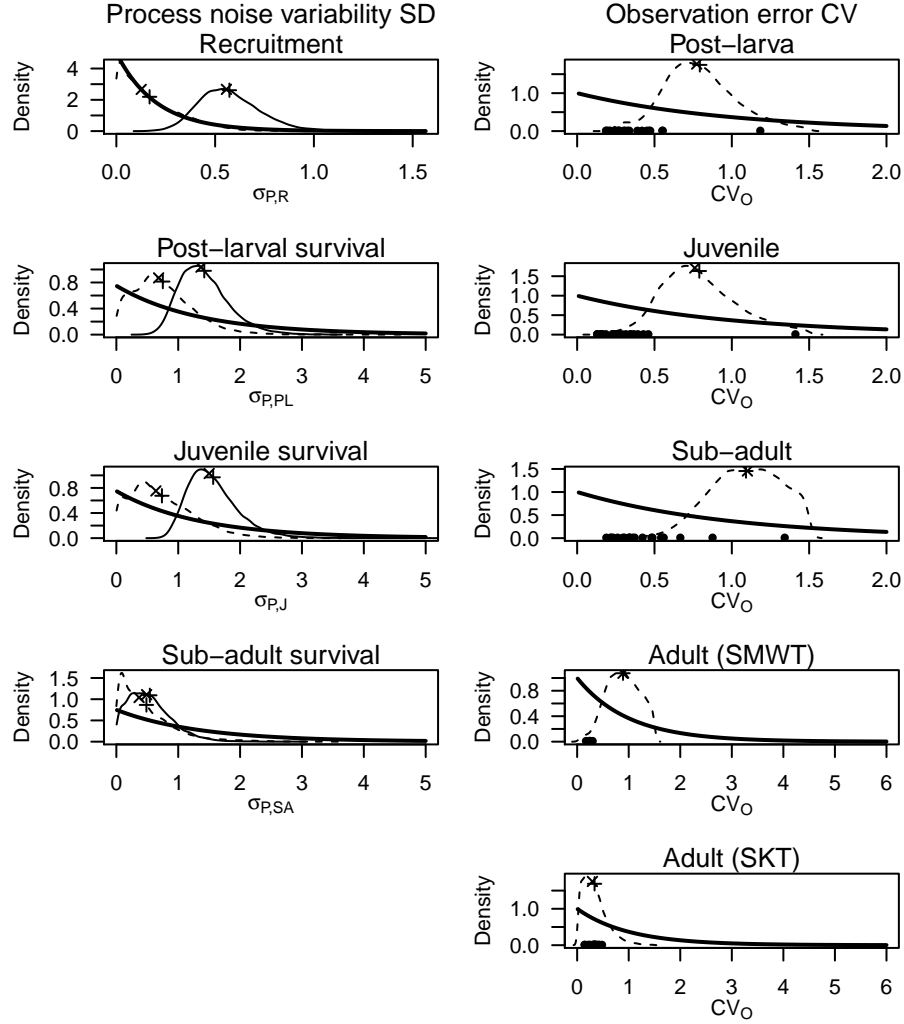 Process noise variability SD
Recruitment
Density
0 2 4
0.0 0.5 1.0 1.5
σP,R
Post−larval survival
Density
0.0 0.4 0.8
0 1 2 3 4 5
σP,PL
Juvenile survival
Density
0.0 0.4 0.8
0 1 2 3 4 5
σP,J
Sub−adult survival
Density
0.0 0.5 1.0 1.5
0 1 2 3 4 5
σP,SA
Observation error CV
Post−larva
Density
0.0 1.0
0.0 0.5 1.0 1.5 2.0
CVO
Juvenile
Density
0.0 0.5 1.0 1.5
0.0 0.5 1.0 1.5 2.0
CVO
Sub−adult
Density
0.0 0.5 1.0 1.5
0.0 0.5 1.0 1.5 2.0
CVO
Adult (SMWT)
Density
0.0 0.4 0.8
0 1 2 3 4 5 6
CVO
Adult (SKT)
Density
0.0 1.0
0 1 2 3 4 5 6
CVO